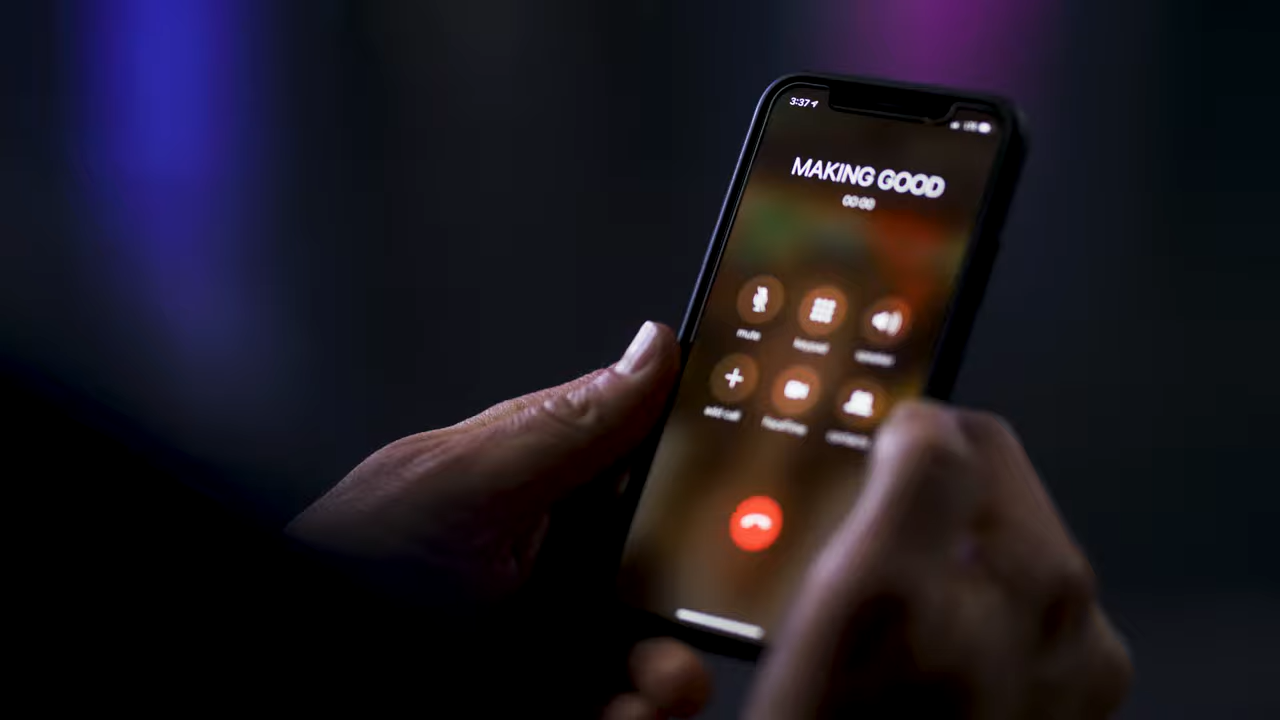 3:37
MAKING GOOD
00:00
mute
keypad
speaker
add call
FaceTime
contacts